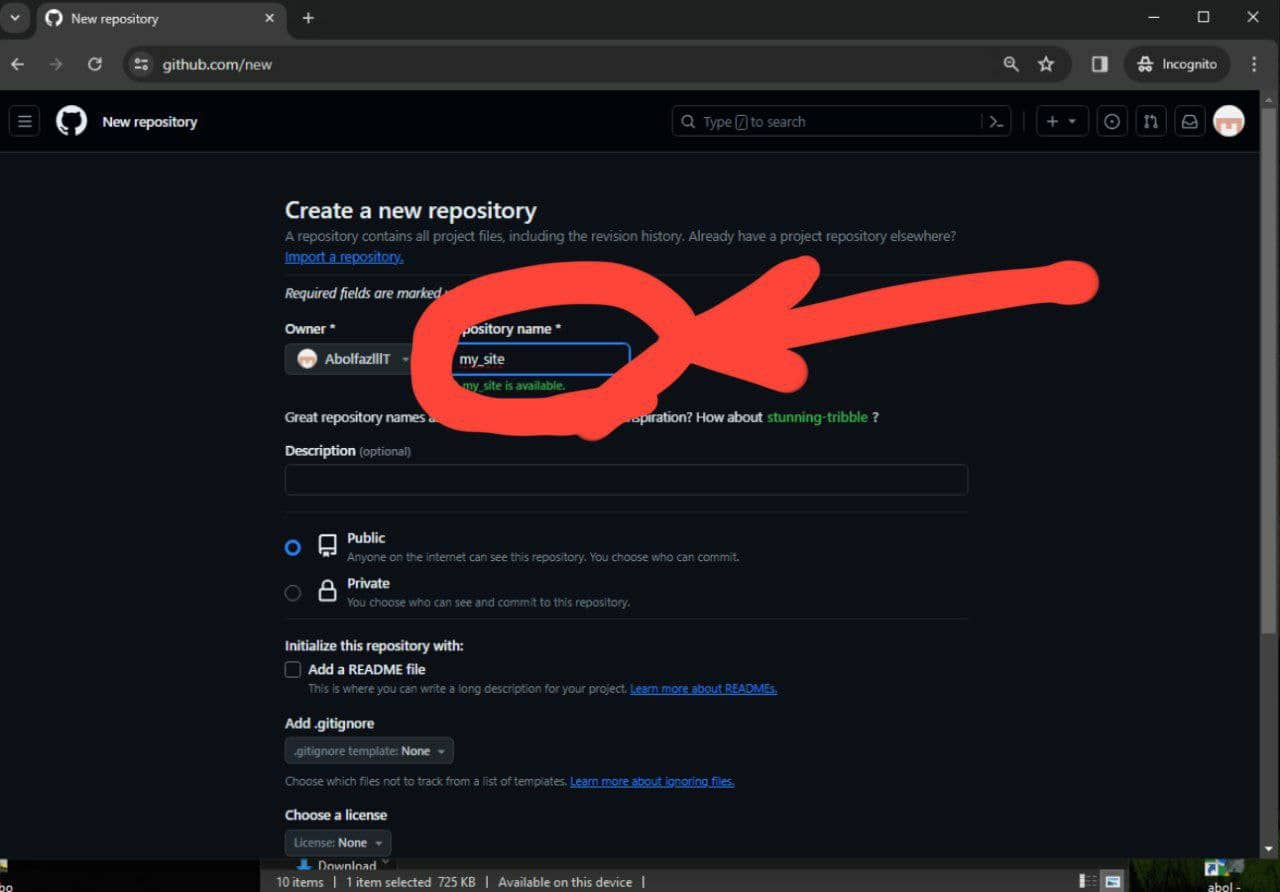 New repository
github.com/new
Incognito
New repository
Type / to search
Create a new repository
A repository contains all project files, including the revision history. Already have a project repository elsewhere?
Import a repository.
Required fields are marked
Owner *
name *
AbolfazlllT
my_site
my_site is available.
Great repository names
How about stunning-tribble ?
Description (optional)
Public
Anyone on the internet can see this repository. You choose who can commit.
Private
You choose who can see and commit to this repository.
Initialize this repository with:
Add a README file
This is where you can write a long description for your project. Learn more about READMEs.
Add .gitignore
.gitignore template: None
Choose which files not to track from a list of templates. Learn more about ignoring files.
Choose a license
License: None
Download
10 items | 1 item selected 725 KB | Available on this device |
abol -